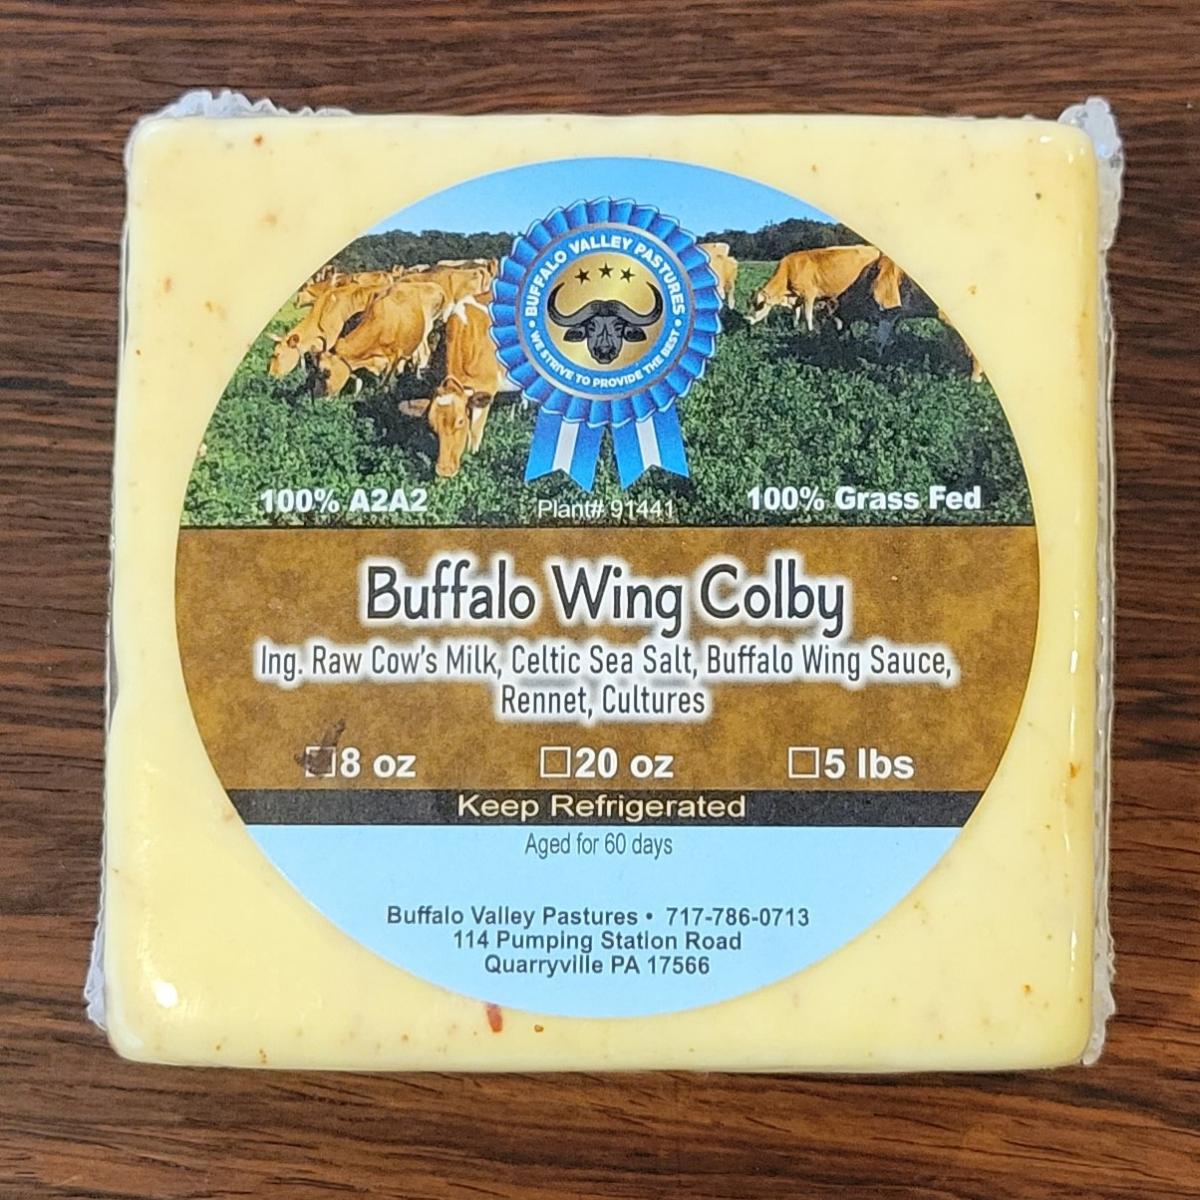 BUFFALO VALLEY PASTURES
• WE STRIVE TO PROVIDE THE BEST •
100% A2A2
Plant# 91441
100% Grass Fed
Buffalo Wing Colby
Ing. Raw Cow's Milk, Celtic Sea Salt, Buffalo Wing Sauce,
Rennet, Cultures
8 oz
20 oz
5 lbs
Keep Refrigerated
Aged for 60 days
Buffalo Valley Pastures • 717-786-0713
114 Pumping Station Road
Quarryville PA 17566